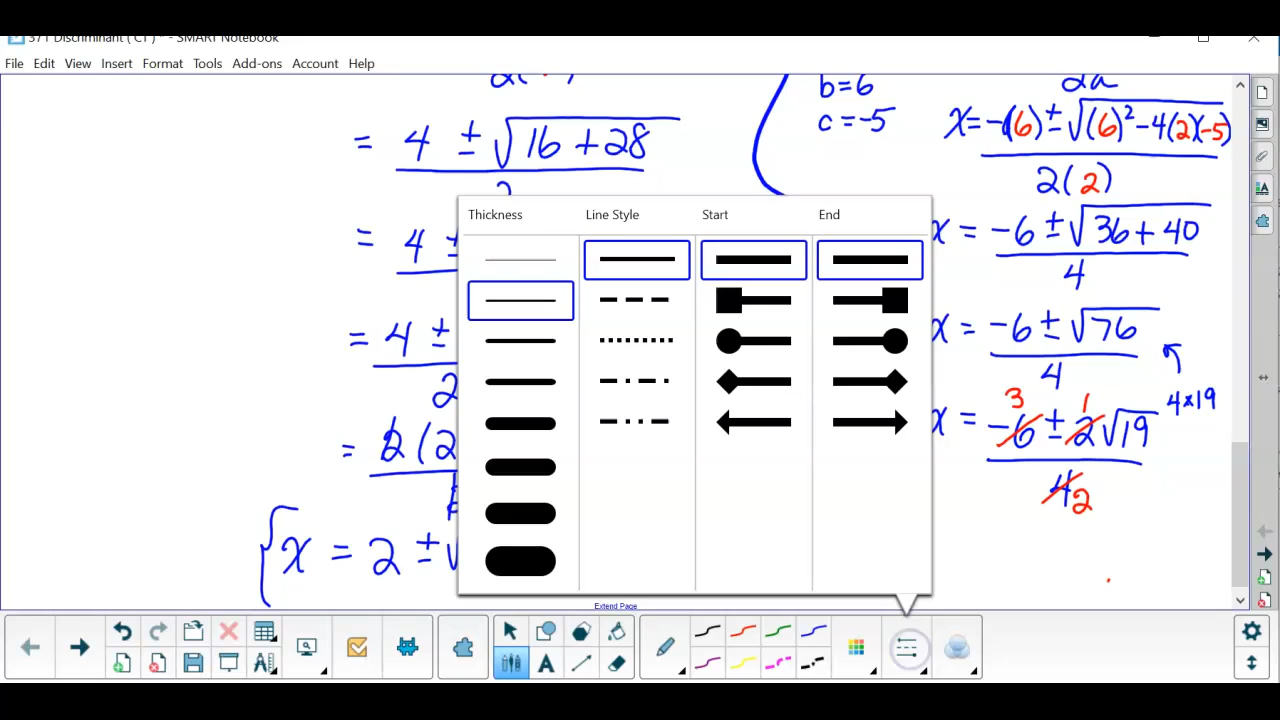 371 Discriminant ( CT ) * - SMART Notebook
File Edit View Insert Format Tools Add-ons Account Help
= 4 ± √16 + 28
= 4 ±
= 4 ±
2
= 2 (2
{x = 2 ± √
b=6
c = -5
2a
x = -(6) ± √(6)² - 4(2)(-5)
2(2)
x = -6 ± √36 + 40
4
x = -6 ± √76
4
4×19
3 1
x = -6 ± 2√19
4 2
Thickness Line Style Start End
Extend Page
A